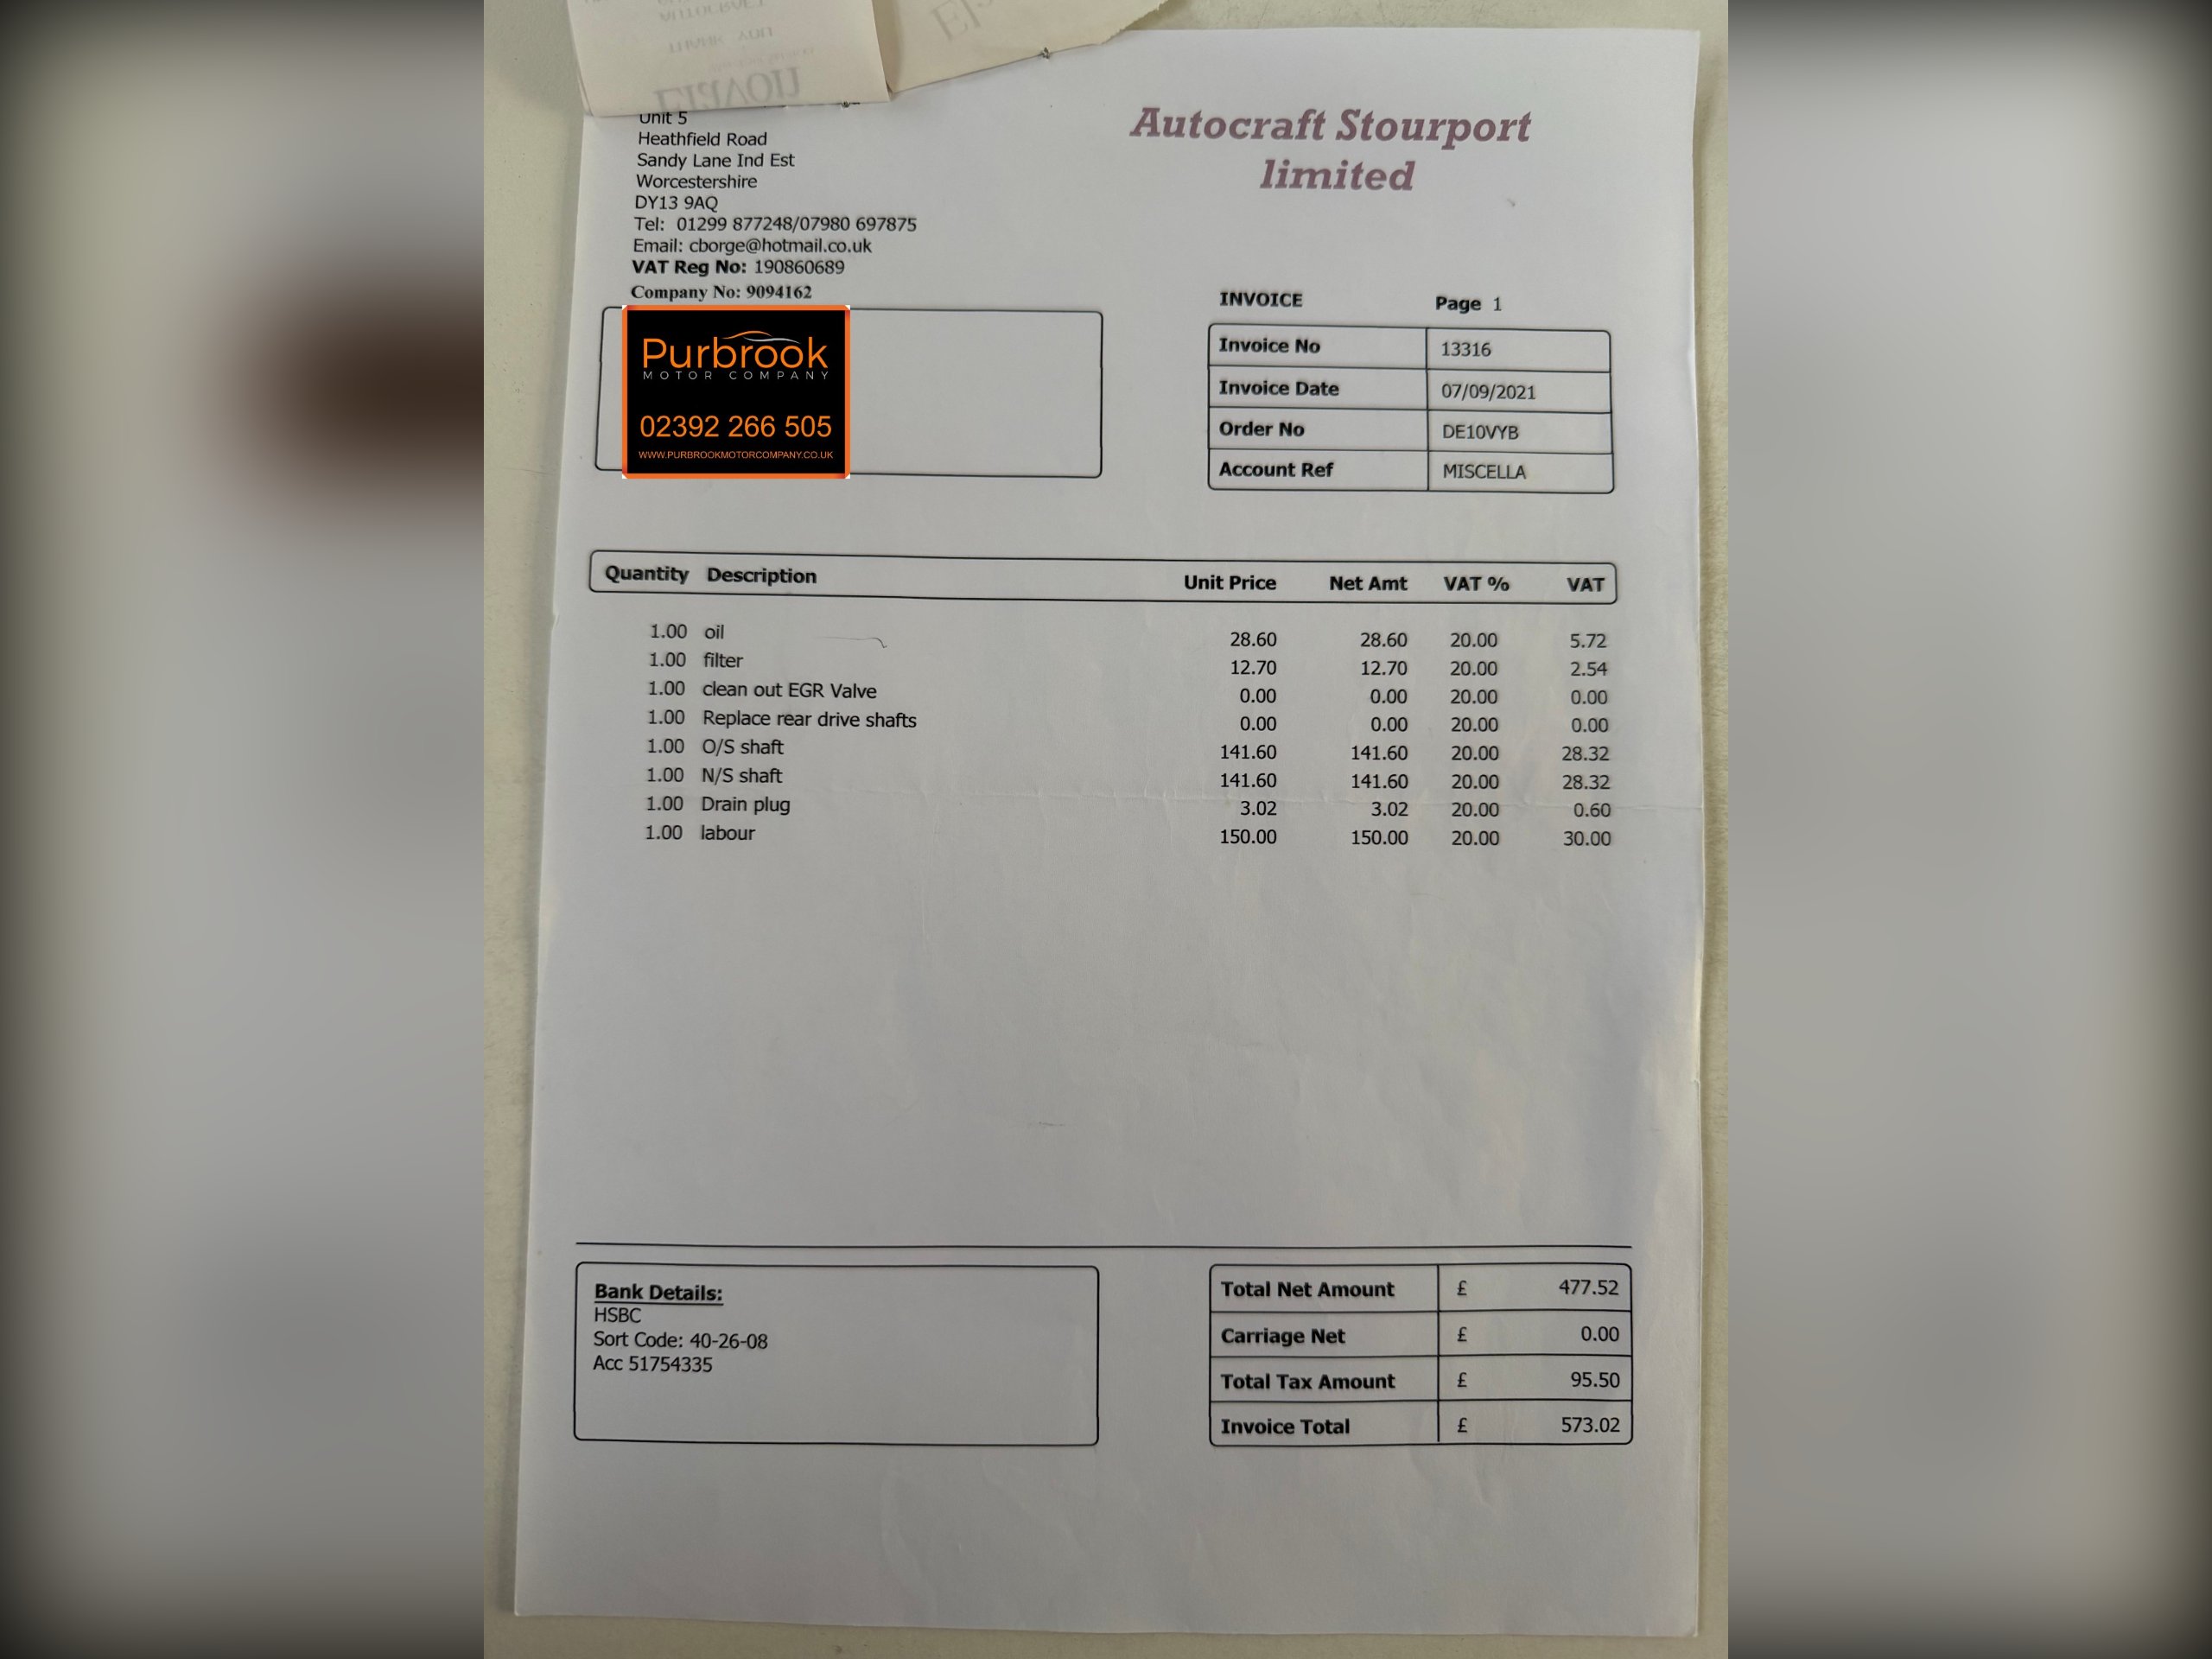 THANK YOU
Elavon
Unit 5
Heathfield Road
Sandy Lane Ind Est
Worcestershire
DY13 9AQ
Tel: 01299 877248/07980 697875
Email: cborge@hotmail.co.uk
VAT Reg No: 190860689
Company No: 9094162
Autocraft Stourport
limited
Purbrook
MOTOR COMPANY
02392 266 505
WWW.PURBROOKMOTORCOMPANY.CO.UK
INVOICE Page 1
Invoice No 13316
Invoice Date 07/09/2021
Order No DE10VYB
Account Ref MISCELLA
Quantity Description Unit Price Net Amt VAT % VAT
1.00 oil 28.60 28.60 20.00 5.72
1.00 filter 12.70 12.70 20.00 2.54
1.00 clean out EGR Valve 0.00 0.00 20.00 0.00
1.00 Replace rear drive shafts 0.00 0.00 20.00 0.00
1.00 O/S shaft 141.60 141.60 20.00 28.32
1.00 N/S shaft 141.60 141.60 20.00 28.32
1.00 Drain plug 3.02 3.02 20.00 0.60
1.00 labour 150.00 150.00 20.00 30.00
Bank Details:
HSBC
Sort Code: 40-26-08
Acc 51754335
Total Net Amount £ 477.52
Carriage Net £ 0.00
Total Tax Amount £ 95.50
Invoice Total £ 573.02